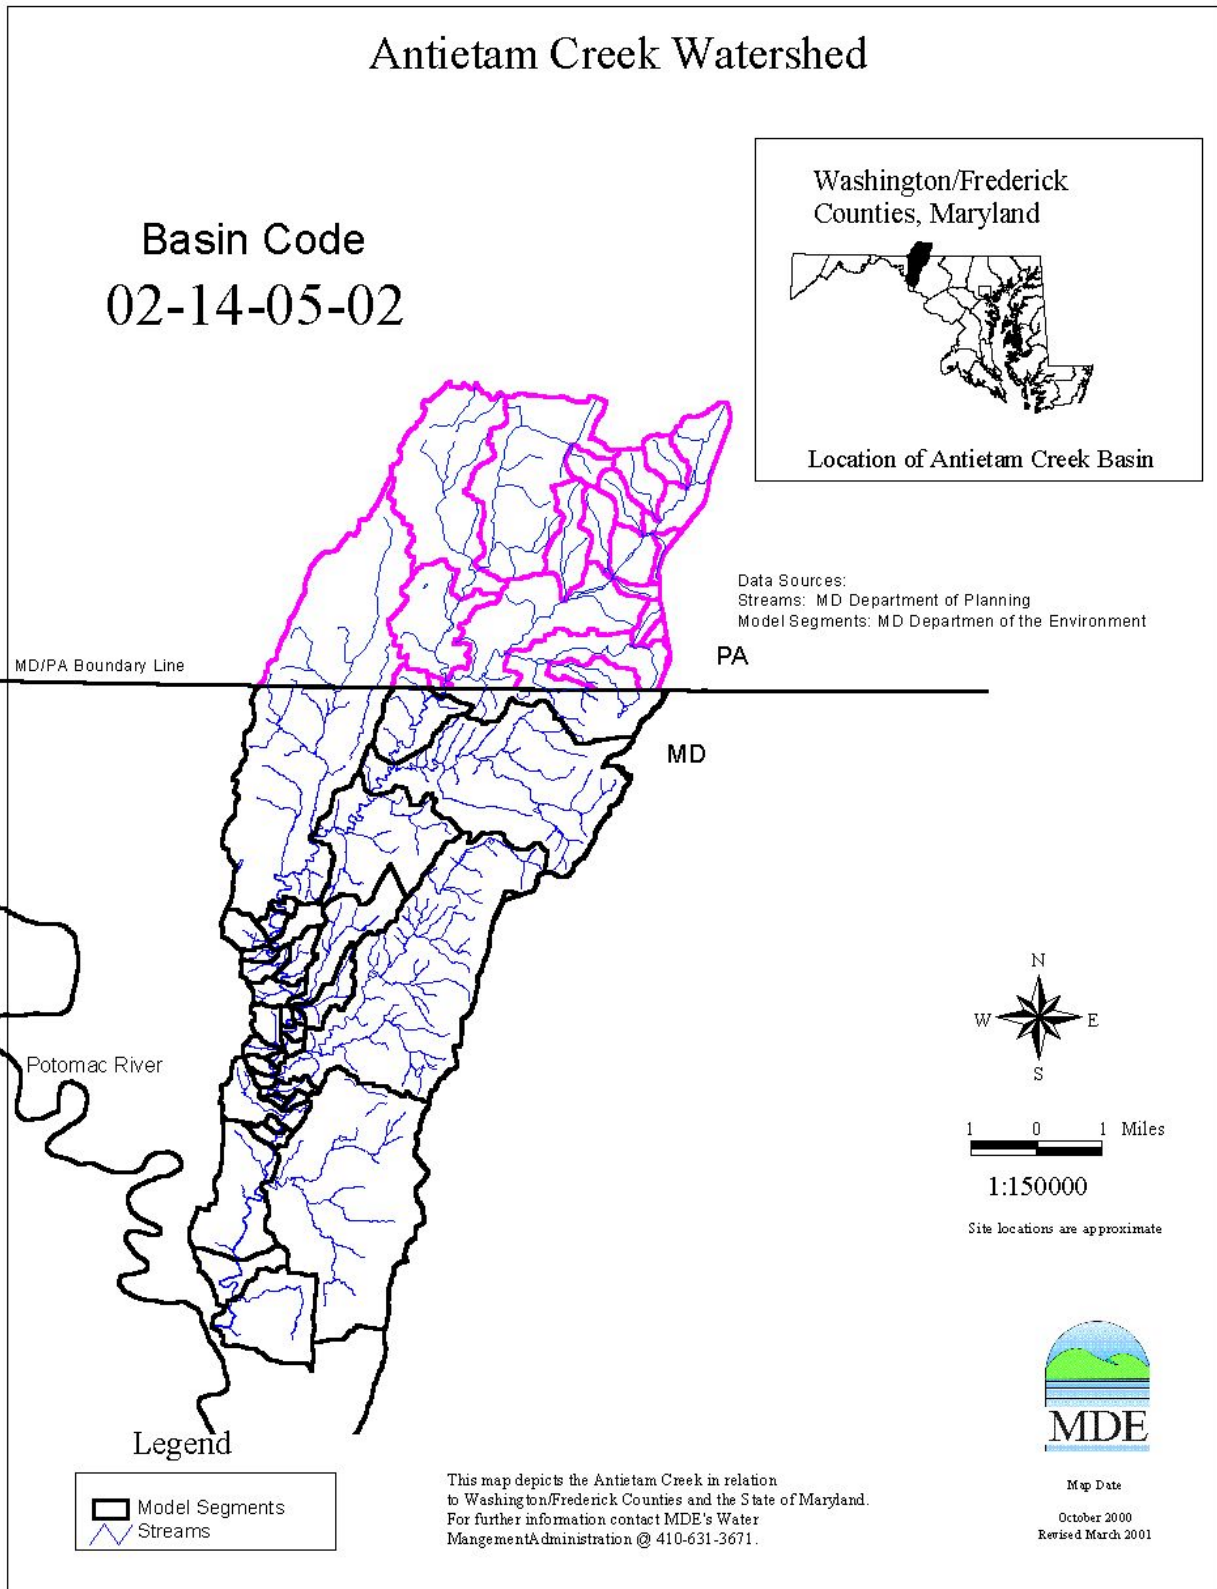 Antietam Creek Watershed
Washington/Frederick
Counties, Maryland
Basin Code
02-14-05-02
Location of Antietam Creek Basin
Data Sources:
Streams: MD Department of Planning
Model Segments: MD Departmen of the Environment
MD/PA Boundary Line
PA
MD
N
W
E
S
Potomac River
1 0 1 Miles
1:150000
Site locations are approximate
MDE
Legend
Model Segments
Streams
This map depicts the Antietam Creek in relation
to Washington/Frederick Counties and the State of Maryland.
For further information contact MDE's Water
MangementAdministration @ 410-631-3671.
Map Date
October 2000
Revised March 2001